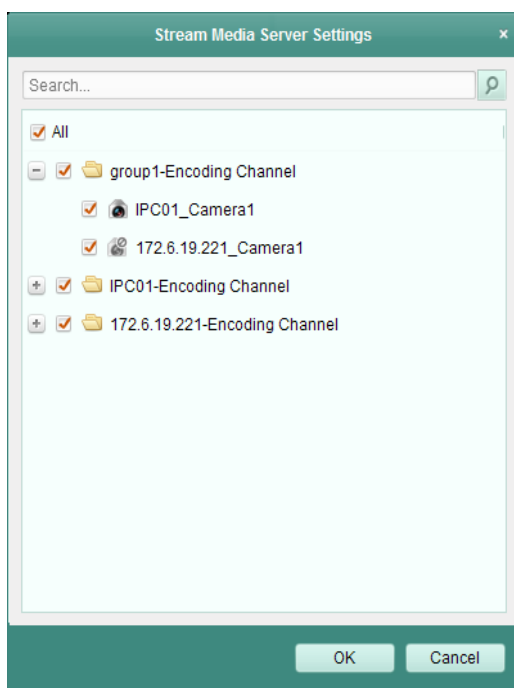 Stream Media Server Settings
Search...
All
group1-Encoding Channel
IPC01_Camera1
172.6.19.221_Camera1
IPC01-Encoding Channel
172.6.19.221-Encoding Channel
OK Cancel